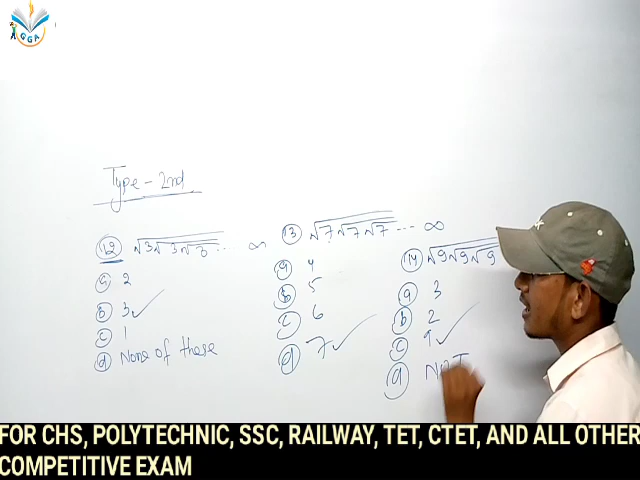 QGA
Type - 2nd
(12) √3√3√3... ∞
(a) 2
(b) 3 ✓
(c) 1
(d) None of these
(13) √7√7√7... ∞
(a) 4
(b) 5
(c) 6
(d) 7 ✓
(14) √9√9√9
(a) 3
(b) 2
(c) 9 ✓
(d) NOT
FOR CHS, POLYTECHNIC, SSC, RAILWAY, TET, CTET, AND ALL OTHER
COMPETITIVE EXAM